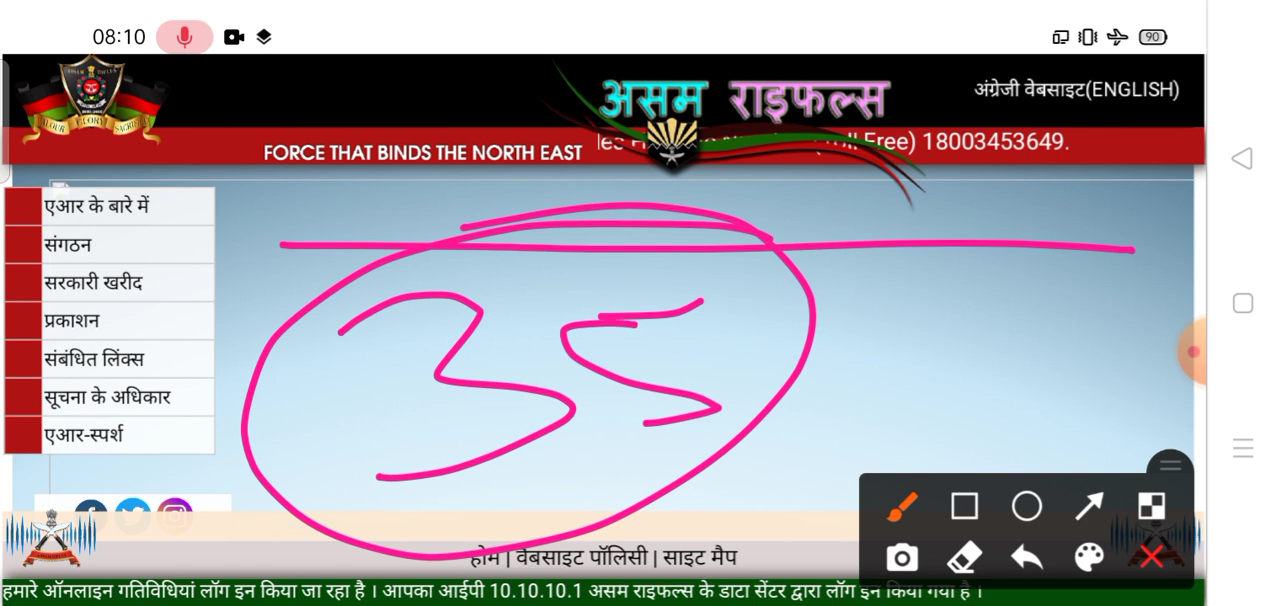 08:10
90
असम राइफल्स
अंग्रेजी वेबसाइट(ENGLISH)
FORCE THAT BINDS THE NORTH EAST
Free) 18003453649.
एआर के बारे में
संगठन
सरकारी खरीद
प्रकाशन
संबंधित लिंक्स
सूचना के अधिकार
एआर-स्पर्श
35
होम | वेबसाइट पॉलिसी | साइट मैप
हमारे ऑनलाइन गतिविधियां लॉग इन किया जा रहा है । आपका आईपी 10.10.10.1 असम राइफल्स के डाटा सेंटर द्वारा लॉग इन किया गया है ।